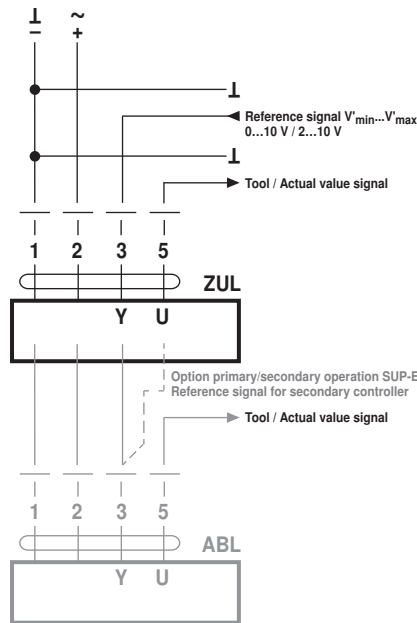 ⊥ ~
– +
⊥
Reference signal V'min...V'max
0...10 V / 2...10 V
⊥
Tool / Actual value signal
1 2 3 5
ZUL
Y U
Option primary/secondary operation SUP-E
Reference signal for secondary controller
Tool / Actual value signal
1 2 3 5
ABL
Y U